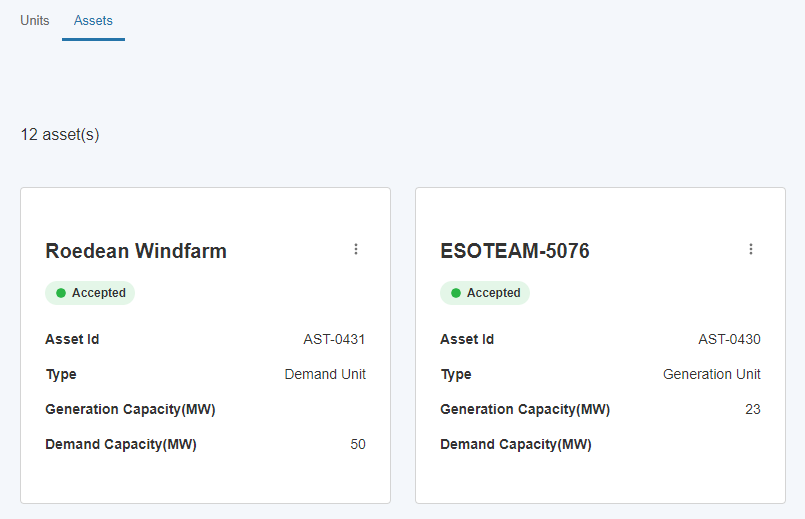 Units Assets
12 asset(s)
Roedean Windfarm
Accepted
Asset Id AST-0431
Type Demand Unit
Generation Capacity(MW)
Demand Capacity(MW) 50
ESOTEAM-5076
Accepted
Asset Id AST-0430
Type Generation Unit
Generation Capacity(MW) 23
Demand Capacity(MW)